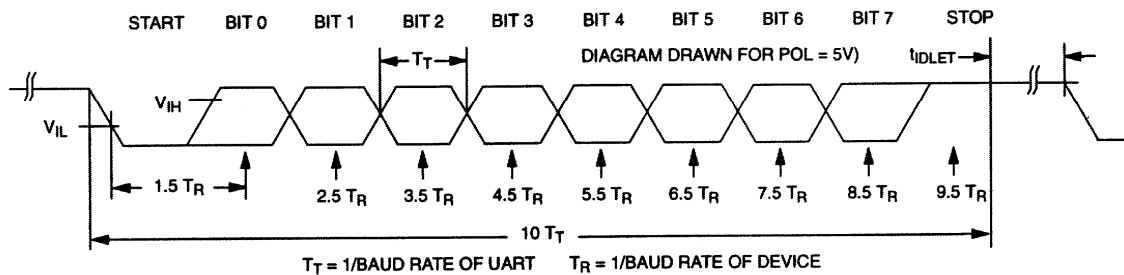 START BIT 0 BIT 1 BIT 2 BIT 3 BIT 4 BIT 5 BIT 6 BIT 7 STOP
T_T DIAGRAM DRAWN FOR POL = 5V) t_IDLET
V_IH
V_IL
1.5 T_R 2.5 T_R 3.5 T_R 4.5 T_R 5.5 T_R 6.5 T_R 7.5 T_R 8.5 T_R 9.5 T_R
10 T_T
T_T = 1/BAUD RATE OF UART T_R = 1/BAUD RATE OF DEVICE